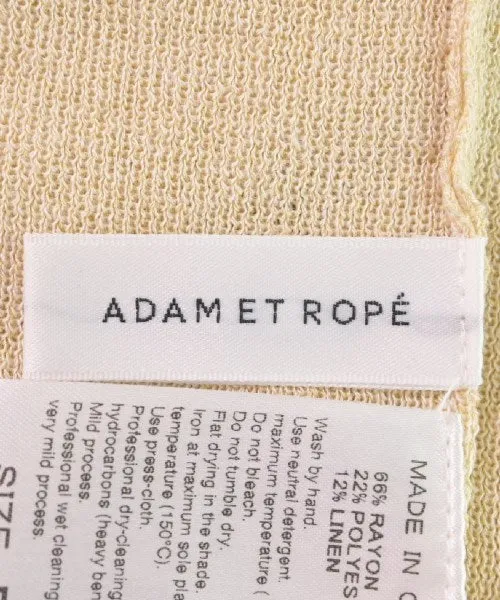 ADAM ET ROPÉ
MADE IN C
66% RAYON
22% POLYES
12% LINEN
Wash by hand.
Use neutral detergent.
maximum temperature (
Do not bleach.
Do not tumble dry.
Flat drying in the shade.
Iron at maximum sole pla
temperature (150°C).
Use press-cloth.
Professional dry-cleaning
hydrocarbons (heavy ben
Mild process.
Professional wet cleaning
very mild process.
SIZE